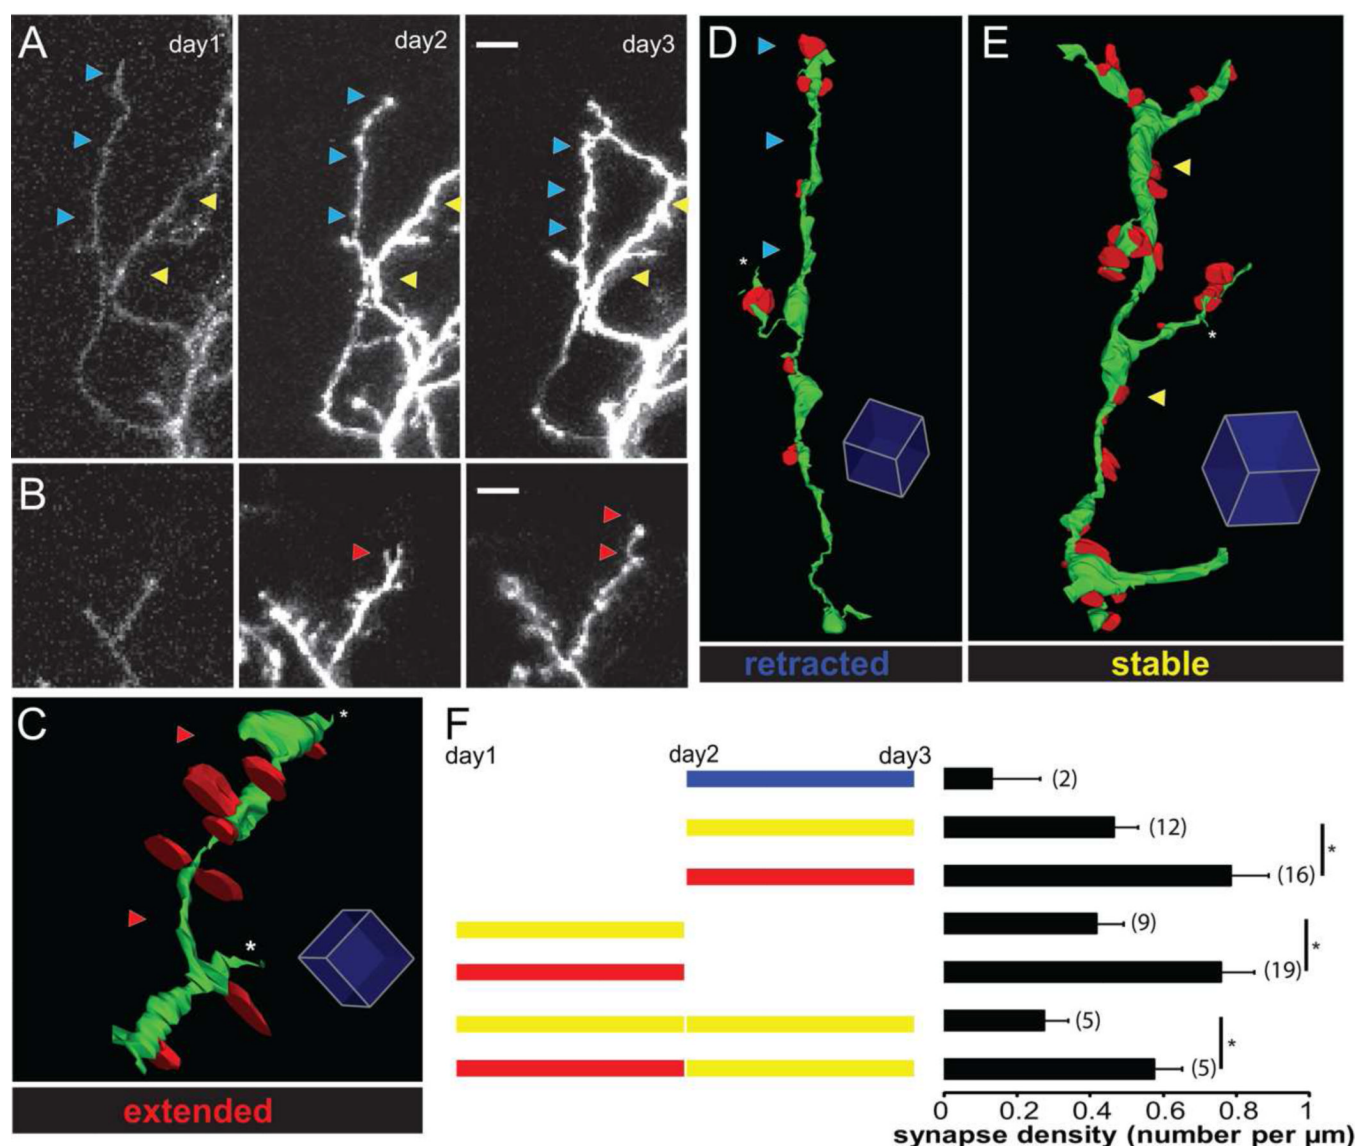 A
day1
day2
day3
B
D
E
retracted
stable
C
*
*
extended
*
*
F
day1
day2
day3
(2)
(12)
(16)
*
(9)
(19)
*
(5)
(5)
*
0
0.2
0.4
0.6
0.8
1
synapse density (number per µm)